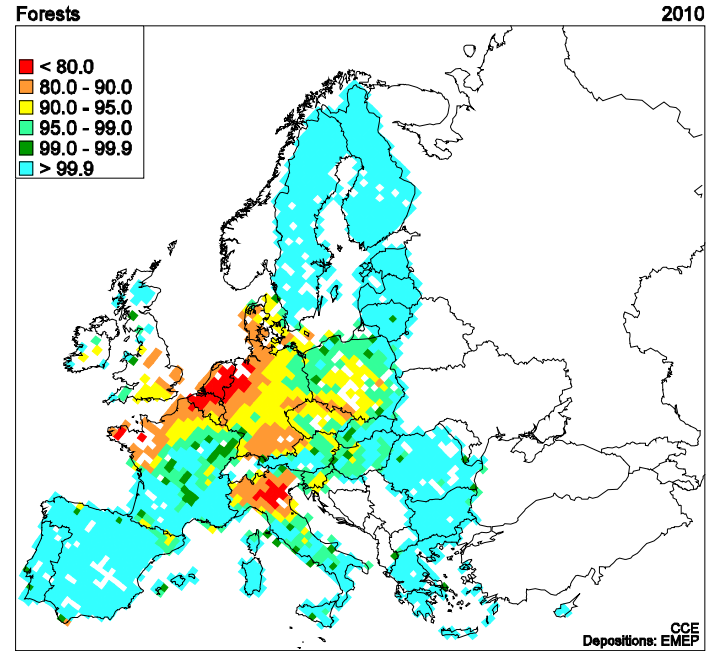 Forests 2010
< 80.0
80.0 - 90.0
90.0 - 95.0
95.0 - 99.0
99.0 - 99.9
> 99.9
CCE
Depositions: EMEP